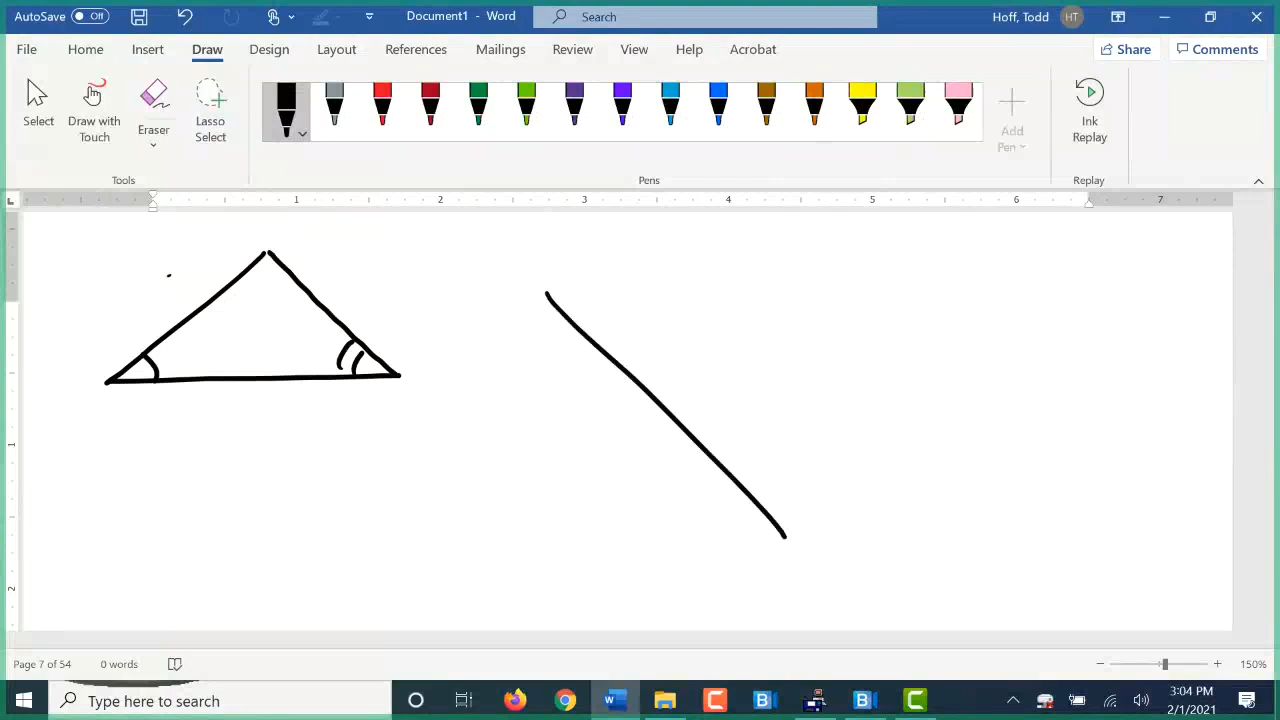 AutoSave Off Document1 - Word Search Hoff, Todd HT
File Home Insert Draw Design Layout References Mailings Review View Help Acrobat Share Comments
Select Draw with Touch Eraser Lasso Select Add Pen Ink Replay
Tools Pens Replay
L 1 2 3 4 5 6 7
1
2
Page 7 of 54 0 words 150%
Type here to search W C B B C 3:04 PM
2/1/2021